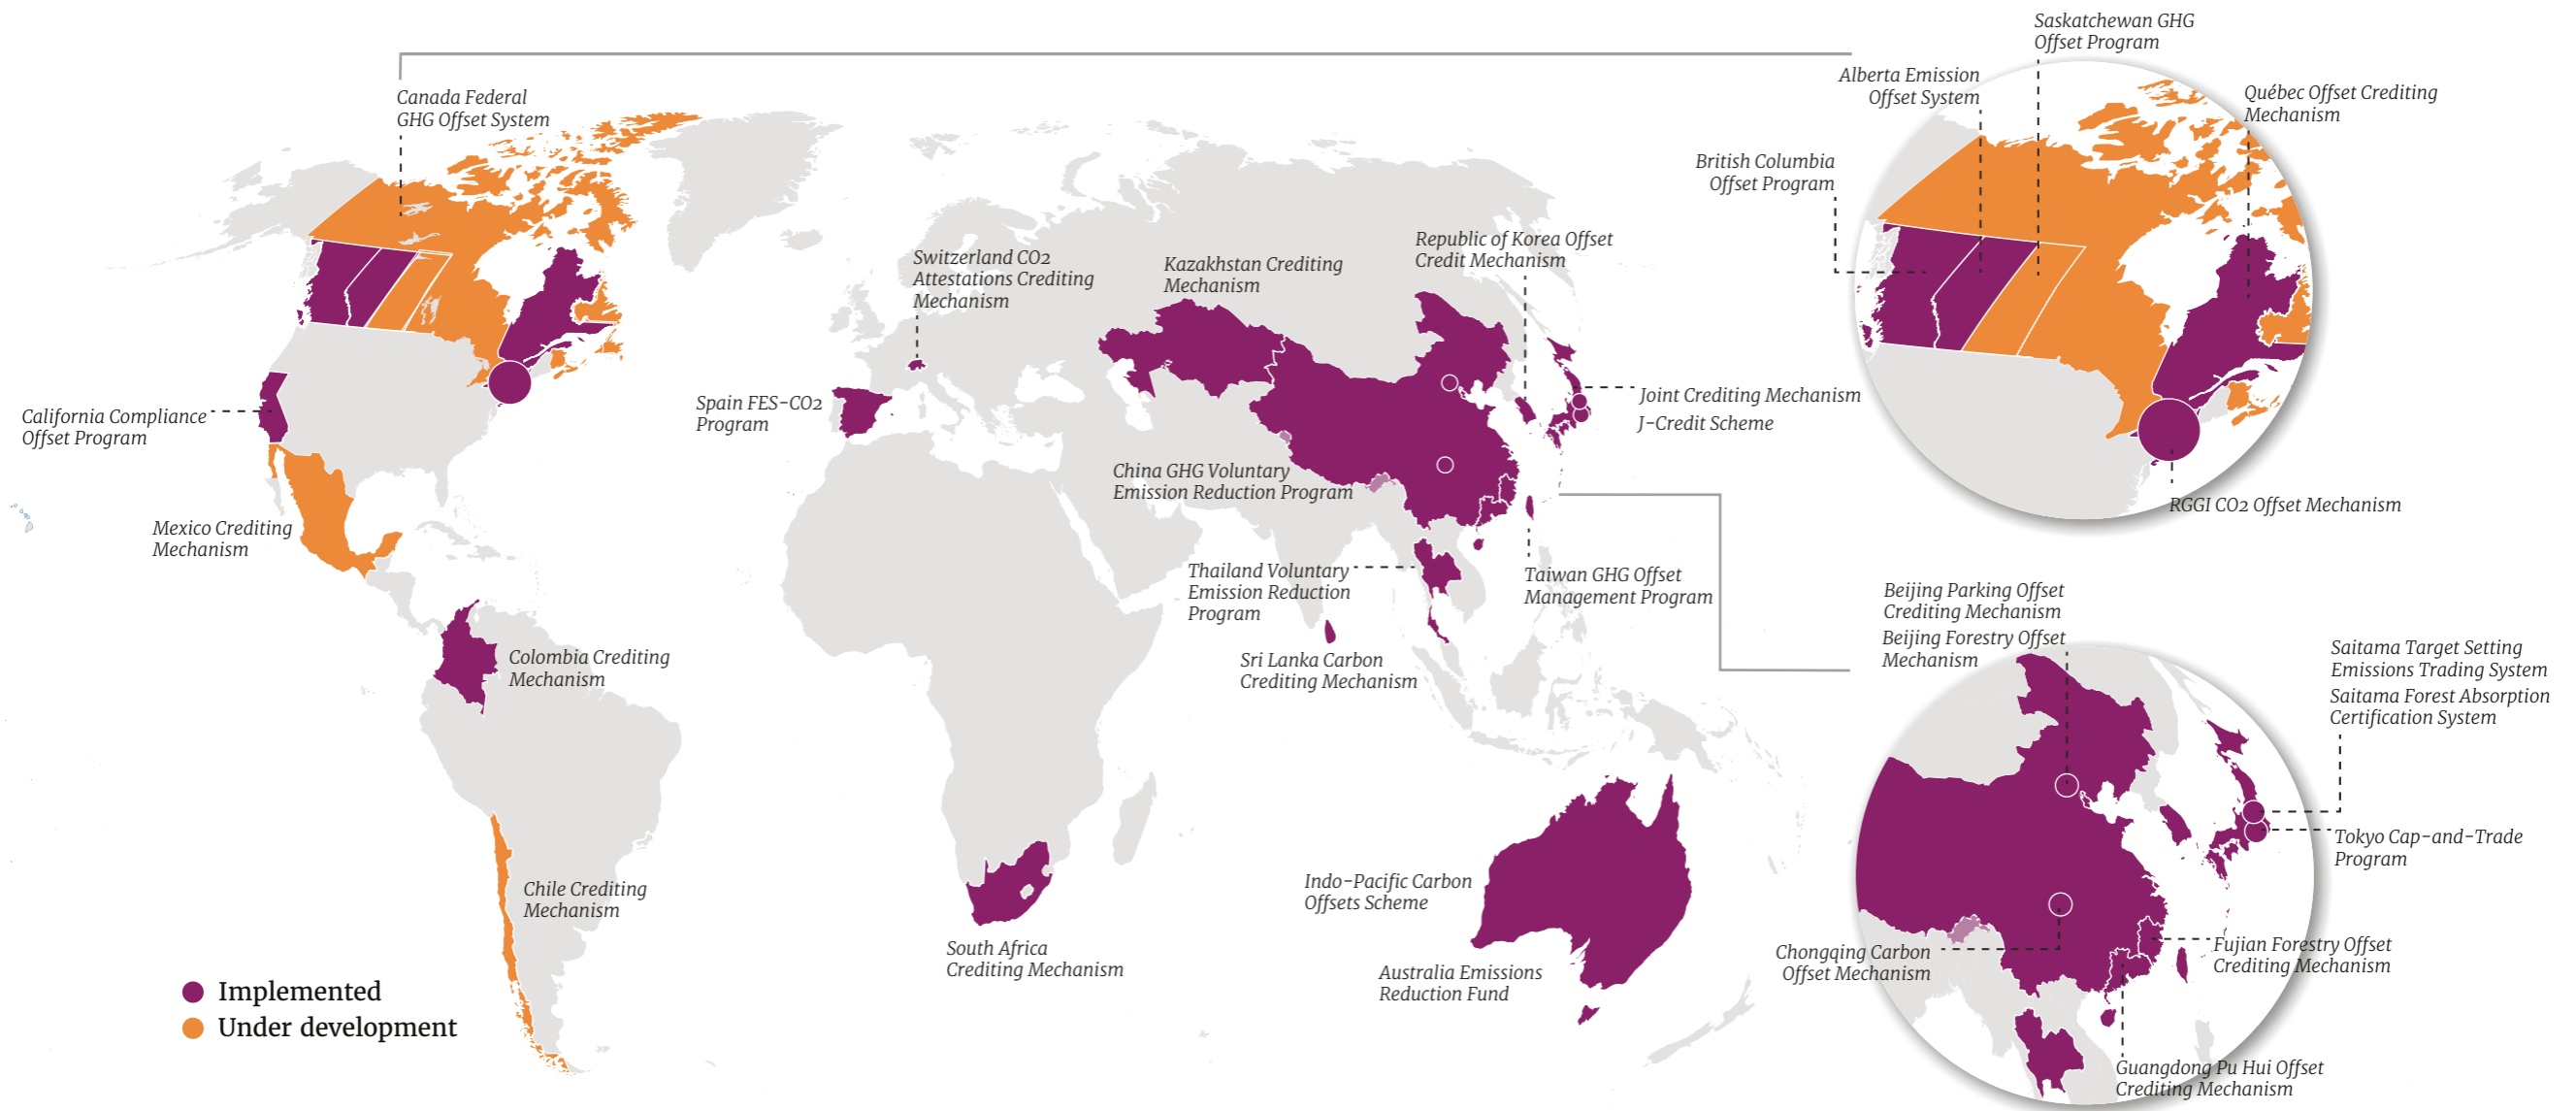 Saskatchewan GHG
Offset Program
Alberta Emission
Offset System
Québec Offset Crediting
Mechanism
Canada Federal
GHG Offset System
British Columbia
Offset Program
Republic of Korea Offset
Credit Mechanism
Switzerland CO2
Attestations Crediting
Mechanism
Kazakhstan Crediting
Mechanism
Joint Crediting Mechanism
J-Credit Scheme
Spain FES-CO2
Program
California Compliance
Offset Program
China GHG Voluntary
Emission Reduction Program
RGGI CO2 Offset Mechanism
Mexico Crediting
Mechanism
Thailand Voluntary
Emission Reduction
Program
Taiwan GHG Offset
Management Program
Beijing Parking Offset
Crediting Mechanism
Beijing Forestry Offset
Mechanism
Saitama Target Setting
Emissions Trading System
Saitama Forest Absorption
Certification System
Colombia Crediting
Mechanism
Sri Lanka Carbon
Crediting Mechanism
Tokyo Cap-and-Trade
Program
Chile Crediting
Mechanism
Indo-Pacific Carbon
Offsets Scheme
South Africa
Crediting Mechanism
Australia Emissions
Reduction Fund
Chongqing Carbon
Offset Mechanism
Fujian Forestry Offset
Crediting Mechanism
Guangdong Pu Hui Offset
Crediting Mechanism
Implemented
Under development